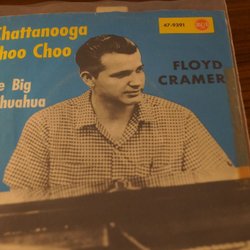 Chattanooga
hoo Choo
47-9391
RCA
FLOYD
CRAMER
e Big
huahua